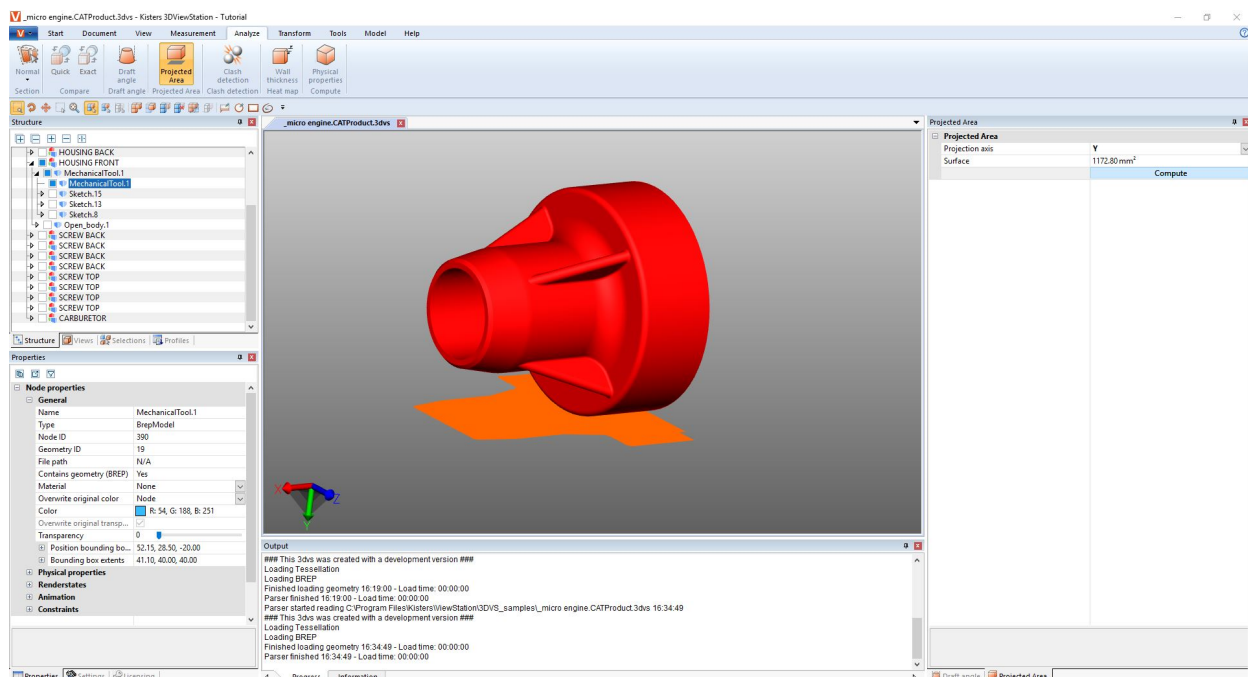 _micro engine.CATProduct.3dvs - Kisters 3DViewStation - Tutorial
Start Document View Measurement Analyze Transform Tools Model Help
Normal Quick Exact Draft angle Projected Area Clash detection Wall thickness Physical properties
Section Compare Draft angle Projected Area Clash detection Heat map Compute
Structure
HOUSING BACK
HOUSING FRONT
MechanicalTool.1
MechanicalTool.1
Sketch.15
Sketch.13
Sketch.8
Open_body.1
SCREW BACK
SCREW BACK
SCREW BACK
SCREW BACK
SCREW TOP
SCREW TOP
SCREW TOP
SCREW TOP
CARBURETOR
Structure Views Selections Profiles
Properties
Node properties
General
Name MechanicalTool.1
Type BrepModel
Node ID 390
Geometry ID 19
File path N/A
Contains geometry (BREP) Yes
Material None
Overwrite original color Node
Color R: 54, G: 188, B: 251
Overwrite original transp...
Transparency 0
Position bounding bo... 52.15, 28.50, -20.00
Bounding box extents 41.10, 40.00, 40.00
Physical properties
Renderstates
Animation
Constraints
Properties Settings Licensing
_micro engine.CATProduct.3dvs
X Z
Y
Output
### This 3dvs was created with a development version ###
Loading Tessellation
Loading BREP
Finished loading geometry 16:19:00 - Load time: 00:00:00
Parser finished 16:19:00 - Load time: 00:00:00
Parser started reading C:\Program Files\Kisters\ViewStation\3DVS_samples\_micro engine.CATProduct.3dvs 16:34:49
### This 3dvs was created with a development version ###
Loading Tessellation
Loading BREP
Finished loading geometry 16:34:49 - Load time: 00:00:00
Parser finished 16:34:49 - Load time: 00:00:00
Progress Information
Projected Area
Projected Area
Projection axis Y
Surface 1172.80 mm²
Compute
Draft angle Projected Area